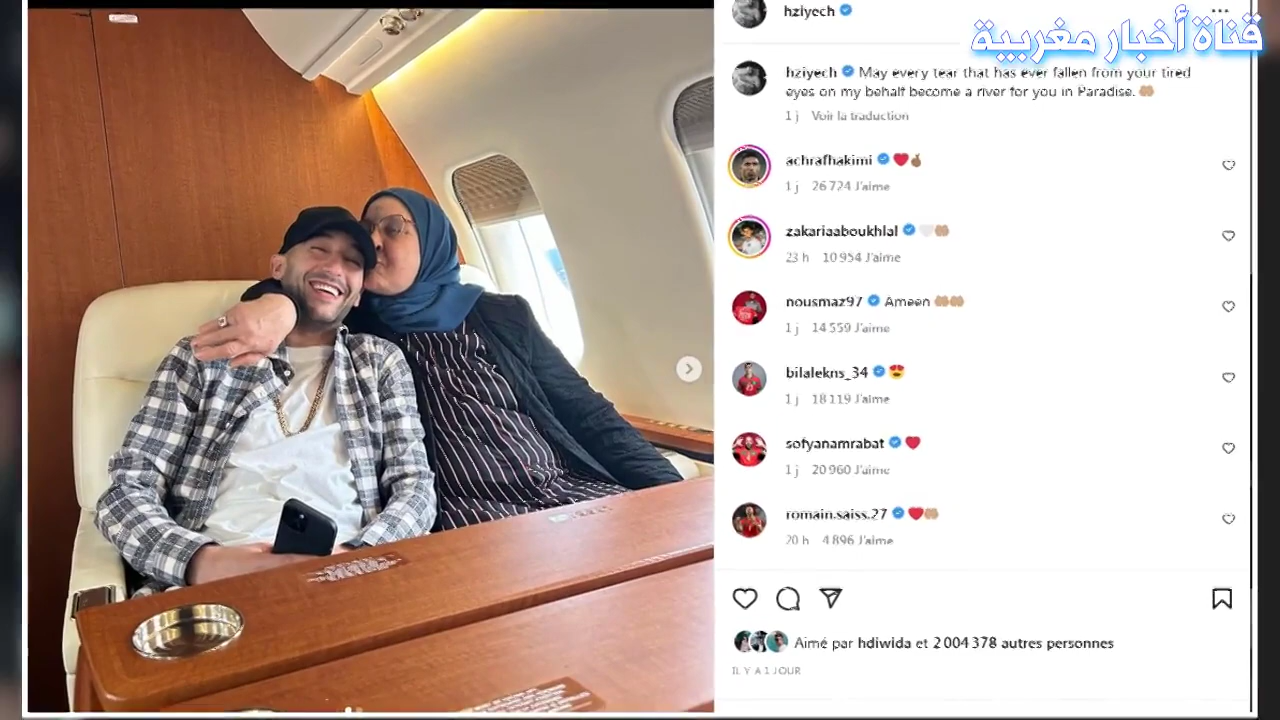 hziyech
قناة أخبار مغربية
hziyech May every tear that has ever fallen from your tired
eyes on my behalf become a river for you in Paradise. 🤲🏼
1 j Voir la traduction
achrafhakimi ❤️🤞🏾
1 j 26 724 J'aime
zakariaaboukhlal 🤍🤲🏼
23 h 10 954 J'aime
nousmaz97 Ameen 🤲🏼🤲🏼
1 j 14 559 J'aime
bilalekns_34 😍
1 j 18 119 J'aime
sofyanamrabat ❤️
1 j 20 960 J'aime
romain.saiss.27 ❤️🤲🏼
20 h 4 896 J'aime
Aimé par hdiwida et 2 004 378 autres personnes
IL Y A 1 JOUR